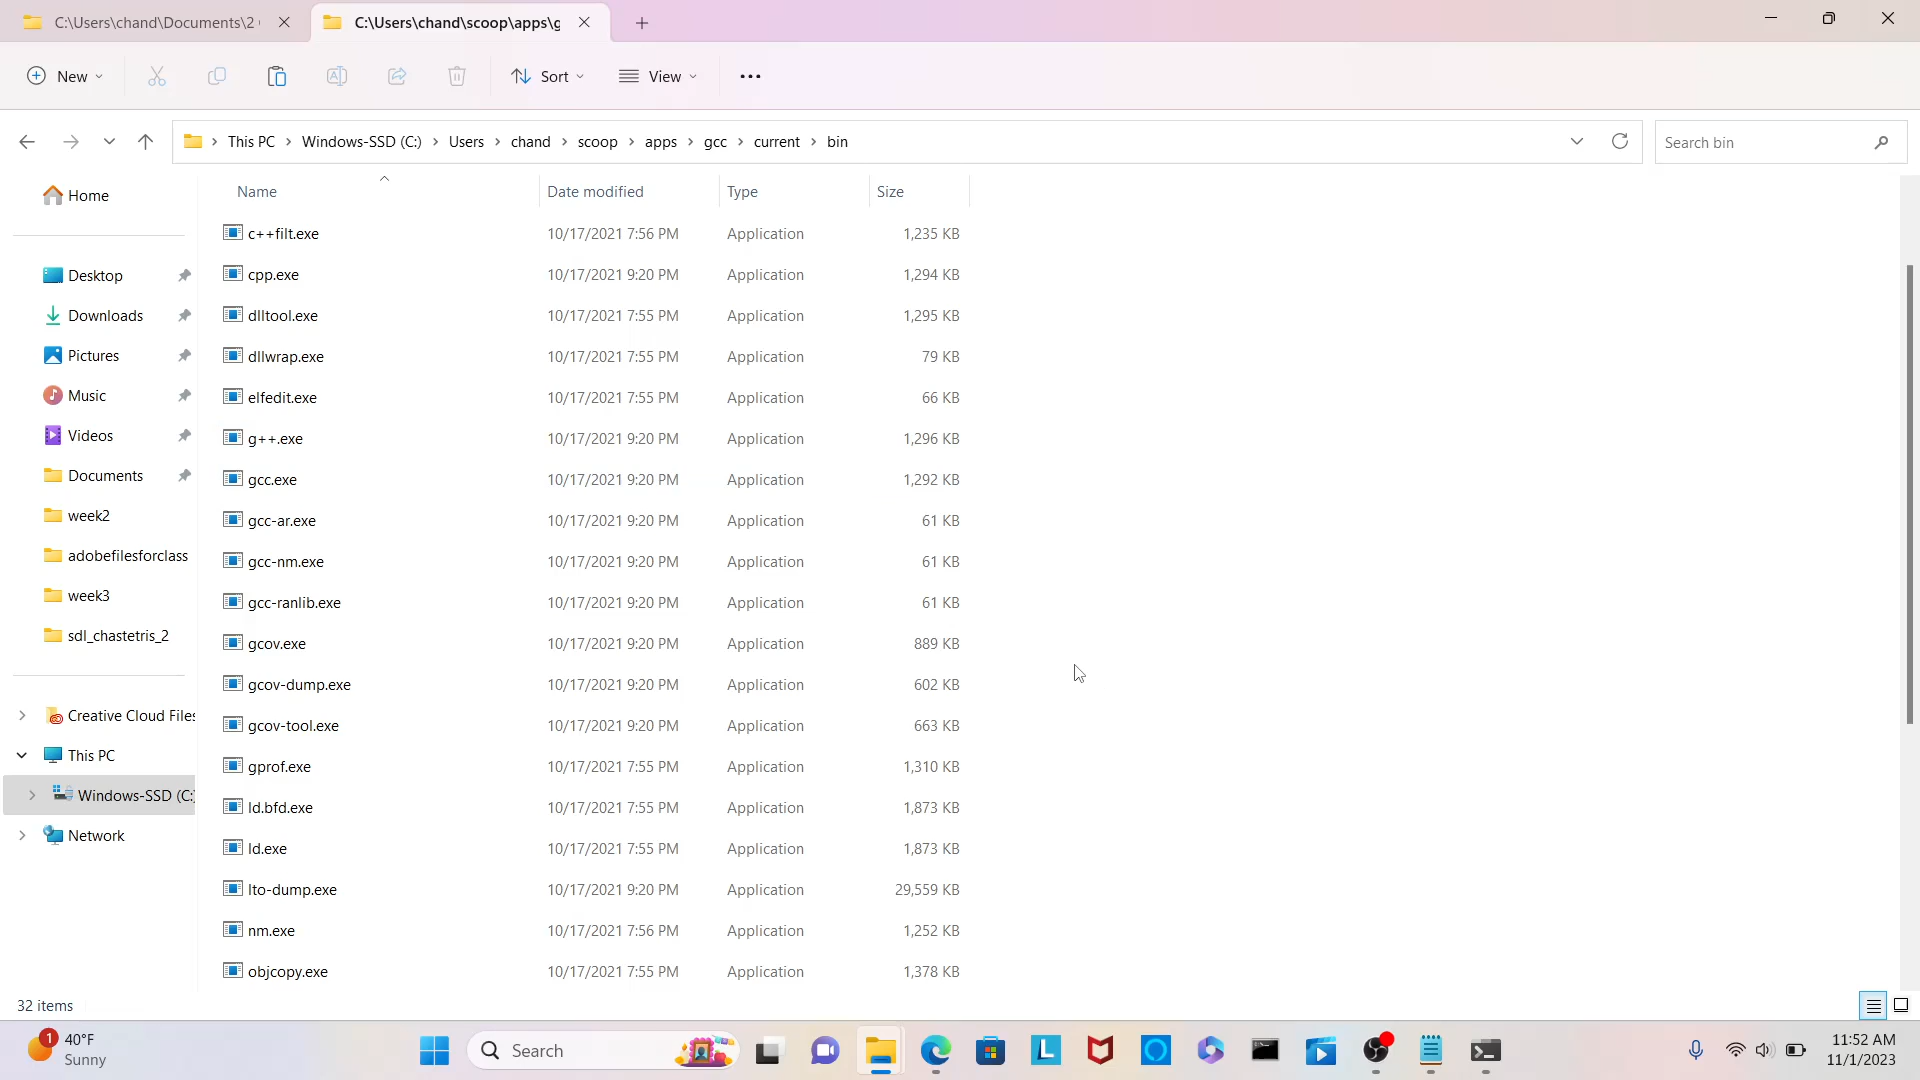 C:\Users\chand\Documents\2
C:\Users\chand\scoop\apps\g
New
Sort
View
This PC > Windows-SSD (C:) > Users > chand > scoop > apps > gcc > current > bin
Search bin
Home
Desktop
Downloads
Pictures
Music
Videos
Documents
week2
adobefilesforclass
week3
sdl_chastetris_2
Creative Cloud Files
This PC
Windows-SSD (C:)
Network
Name Date modified Type Size
c++filt.exe 10/17/2021 7:56 PM Application 1,235 KB
cpp.exe 10/17/2021 9:20 PM Application 1,294 KB
dlltool.exe 10/17/2021 7:55 PM Application 1,295 KB
dllwrap.exe 10/17/2021 7:55 PM Application 79 KB
elfedit.exe 10/17/2021 7:55 PM Application 66 KB
g++.exe 10/17/2021 9:20 PM Application 1,296 KB
gcc.exe 10/17/2021 9:20 PM Application 1,292 KB
gcc-ar.exe 10/17/2021 9:20 PM Application 61 KB
gcc-nm.exe 10/17/2021 9:20 PM Application 61 KB
gcc-ranlib.exe 10/17/2021 9:20 PM Application 61 KB
gcov.exe 10/17/2021 9:20 PM Application 889 KB
gcov-dump.exe 10/17/2021 9:20 PM Application 602 KB
gcov-tool.exe 10/17/2021 9:20 PM Application 663 KB
gprof.exe 10/17/2021 7:55 PM Application 1,310 KB
ld.bfd.exe 10/17/2021 7:55 PM Application 1,873 KB
ld.exe 10/17/2021 7:55 PM Application 1,873 KB
lto-dump.exe 10/17/2021 9:20 PM Application 29,559 KB
nm.exe 10/17/2021 7:56 PM Application 1,252 KB
objcopy.exe 10/17/2021 7:55 PM Application 1,378 KB
32 items
1
40°F
Sunny
Search
L
11:52 AM
11/1/2023